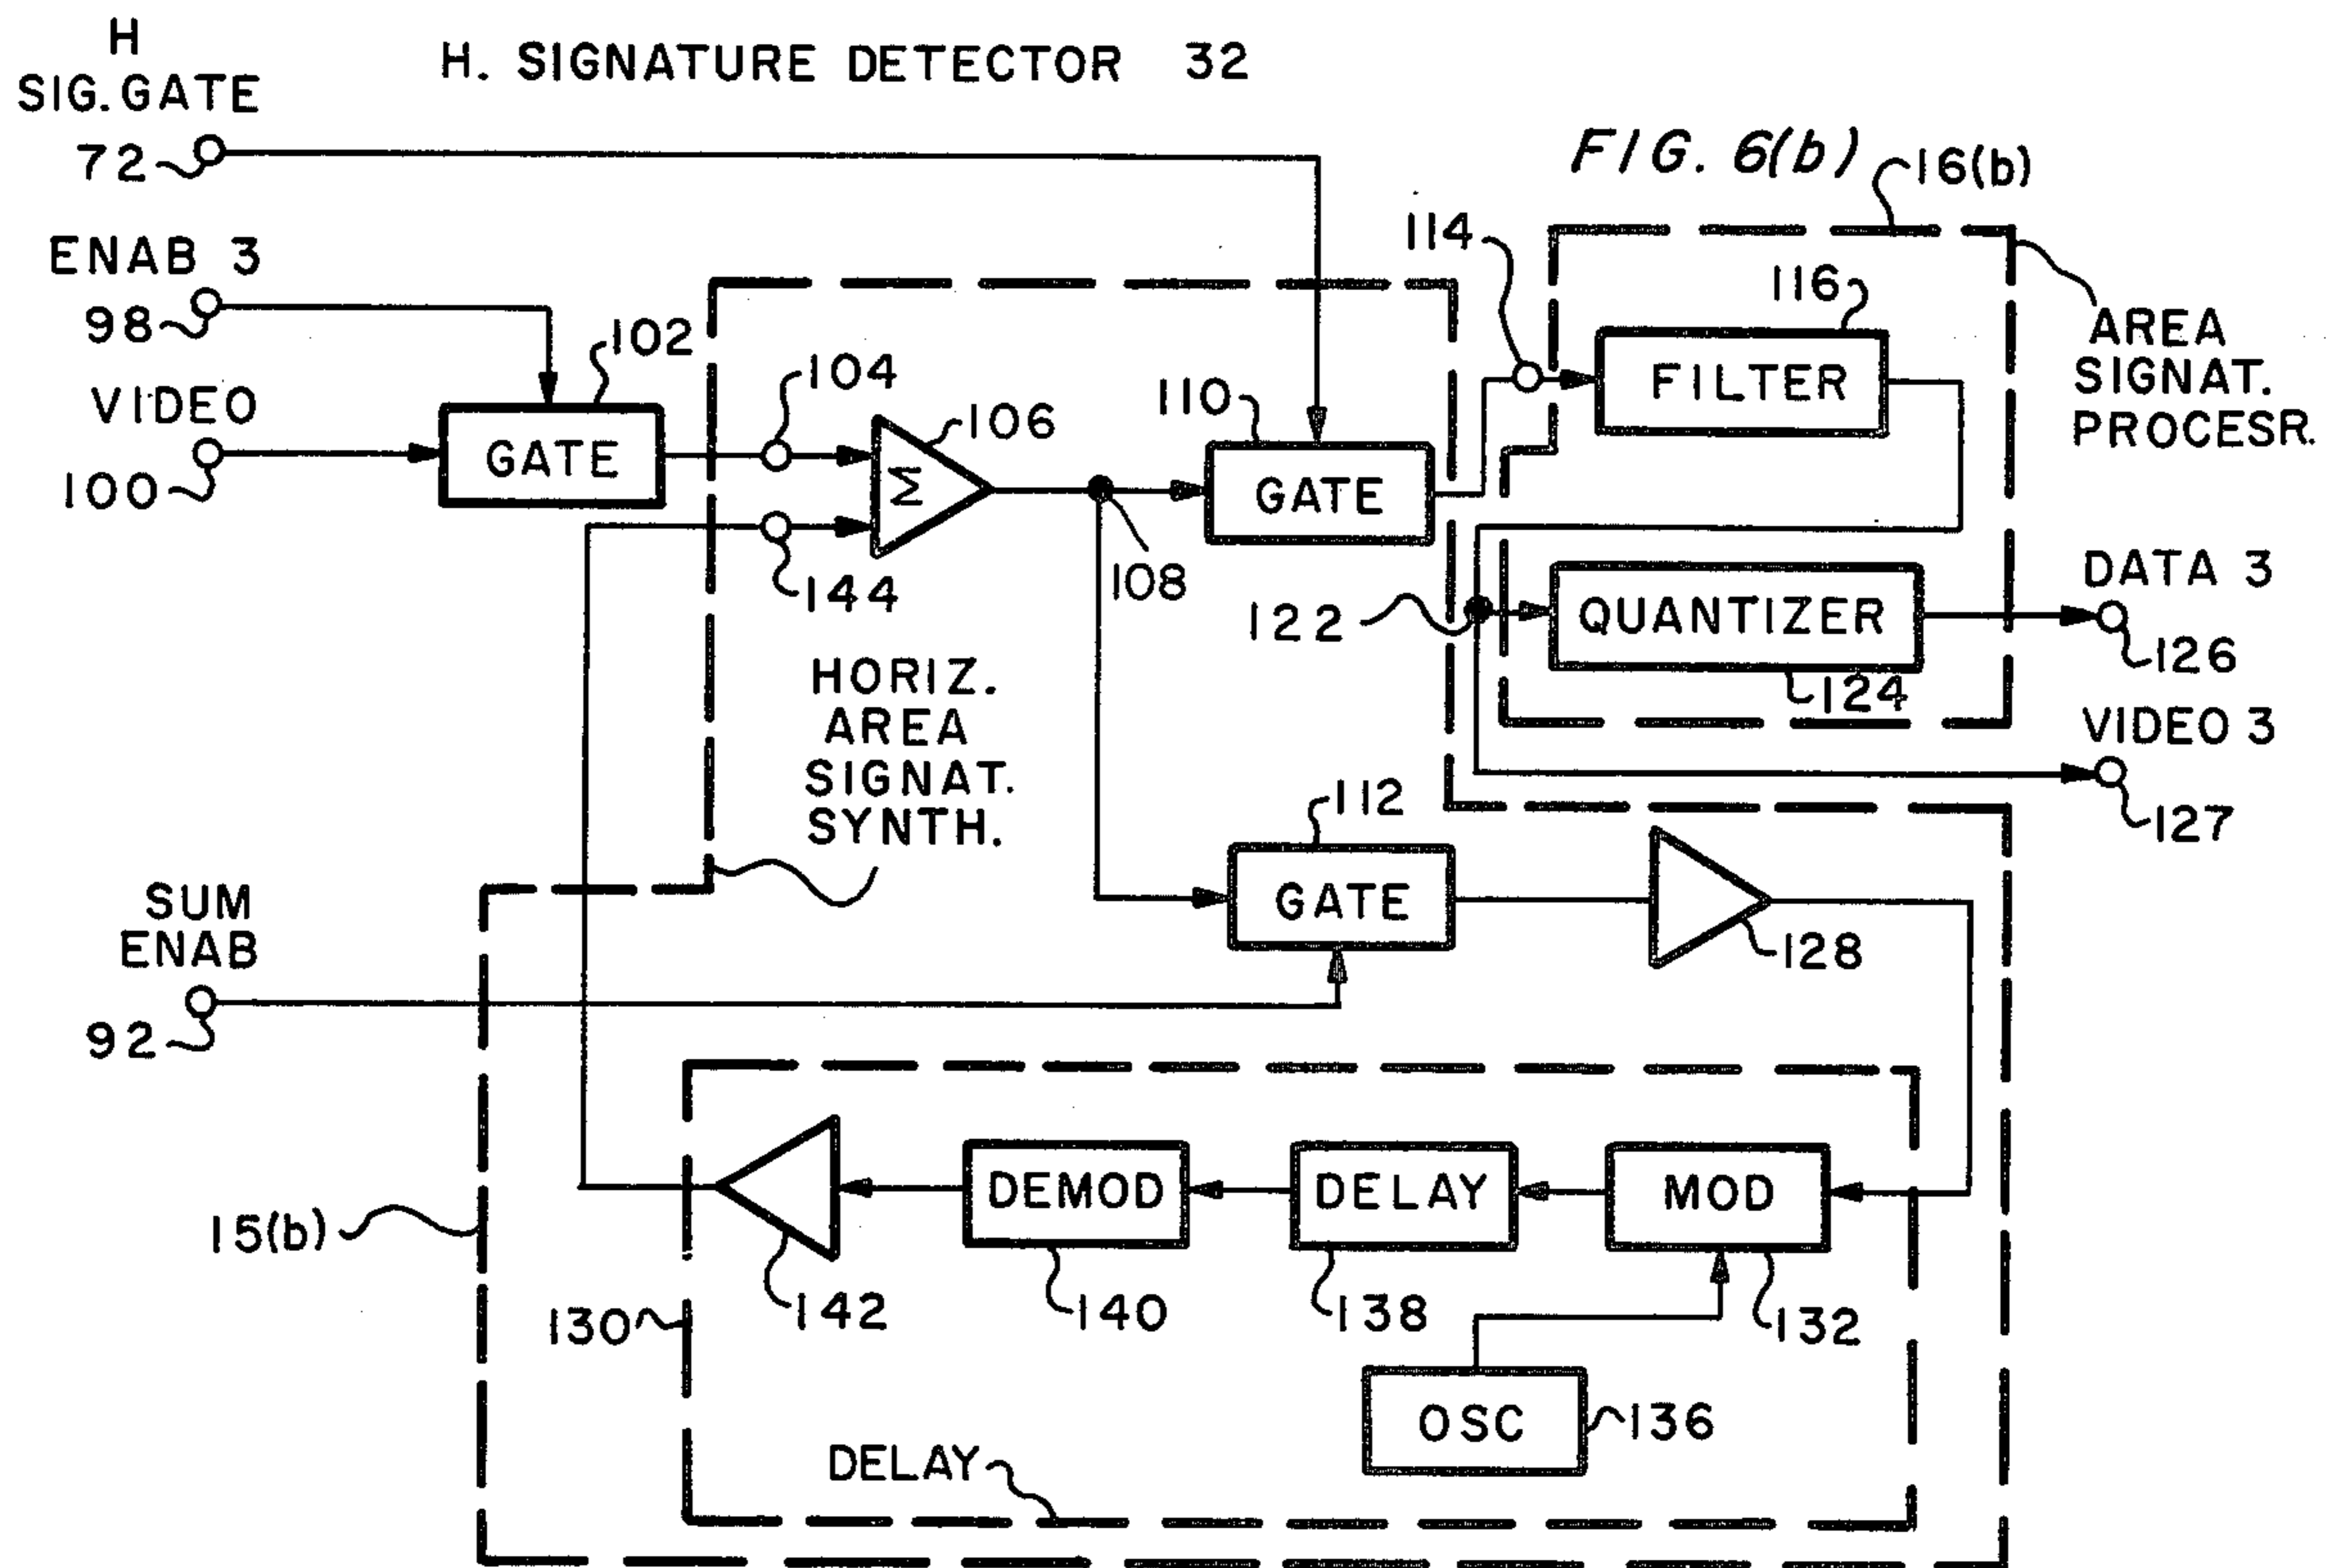 H
SIG. GATE
72
H. SIGNATURE DETECTOR 32
FIG. 6(b)
16(b)
ENAB 3
98
VIDEO
100
102
GATE
104
106
Σ
144
108
110
GATE
114
116
FILTER
AREA
SIGNAT.
PROCESR.
122
QUANTIZER
124
DATA 3
126
VIDEO 3
127
HORIZ.
AREA
SIGNAT.
SYNTH.
112
GATE
128
SUM
ENAB
92
15(b)
130
142
DEMOD
140
DELAY
138
MOD
132
OSC
136
DELAY